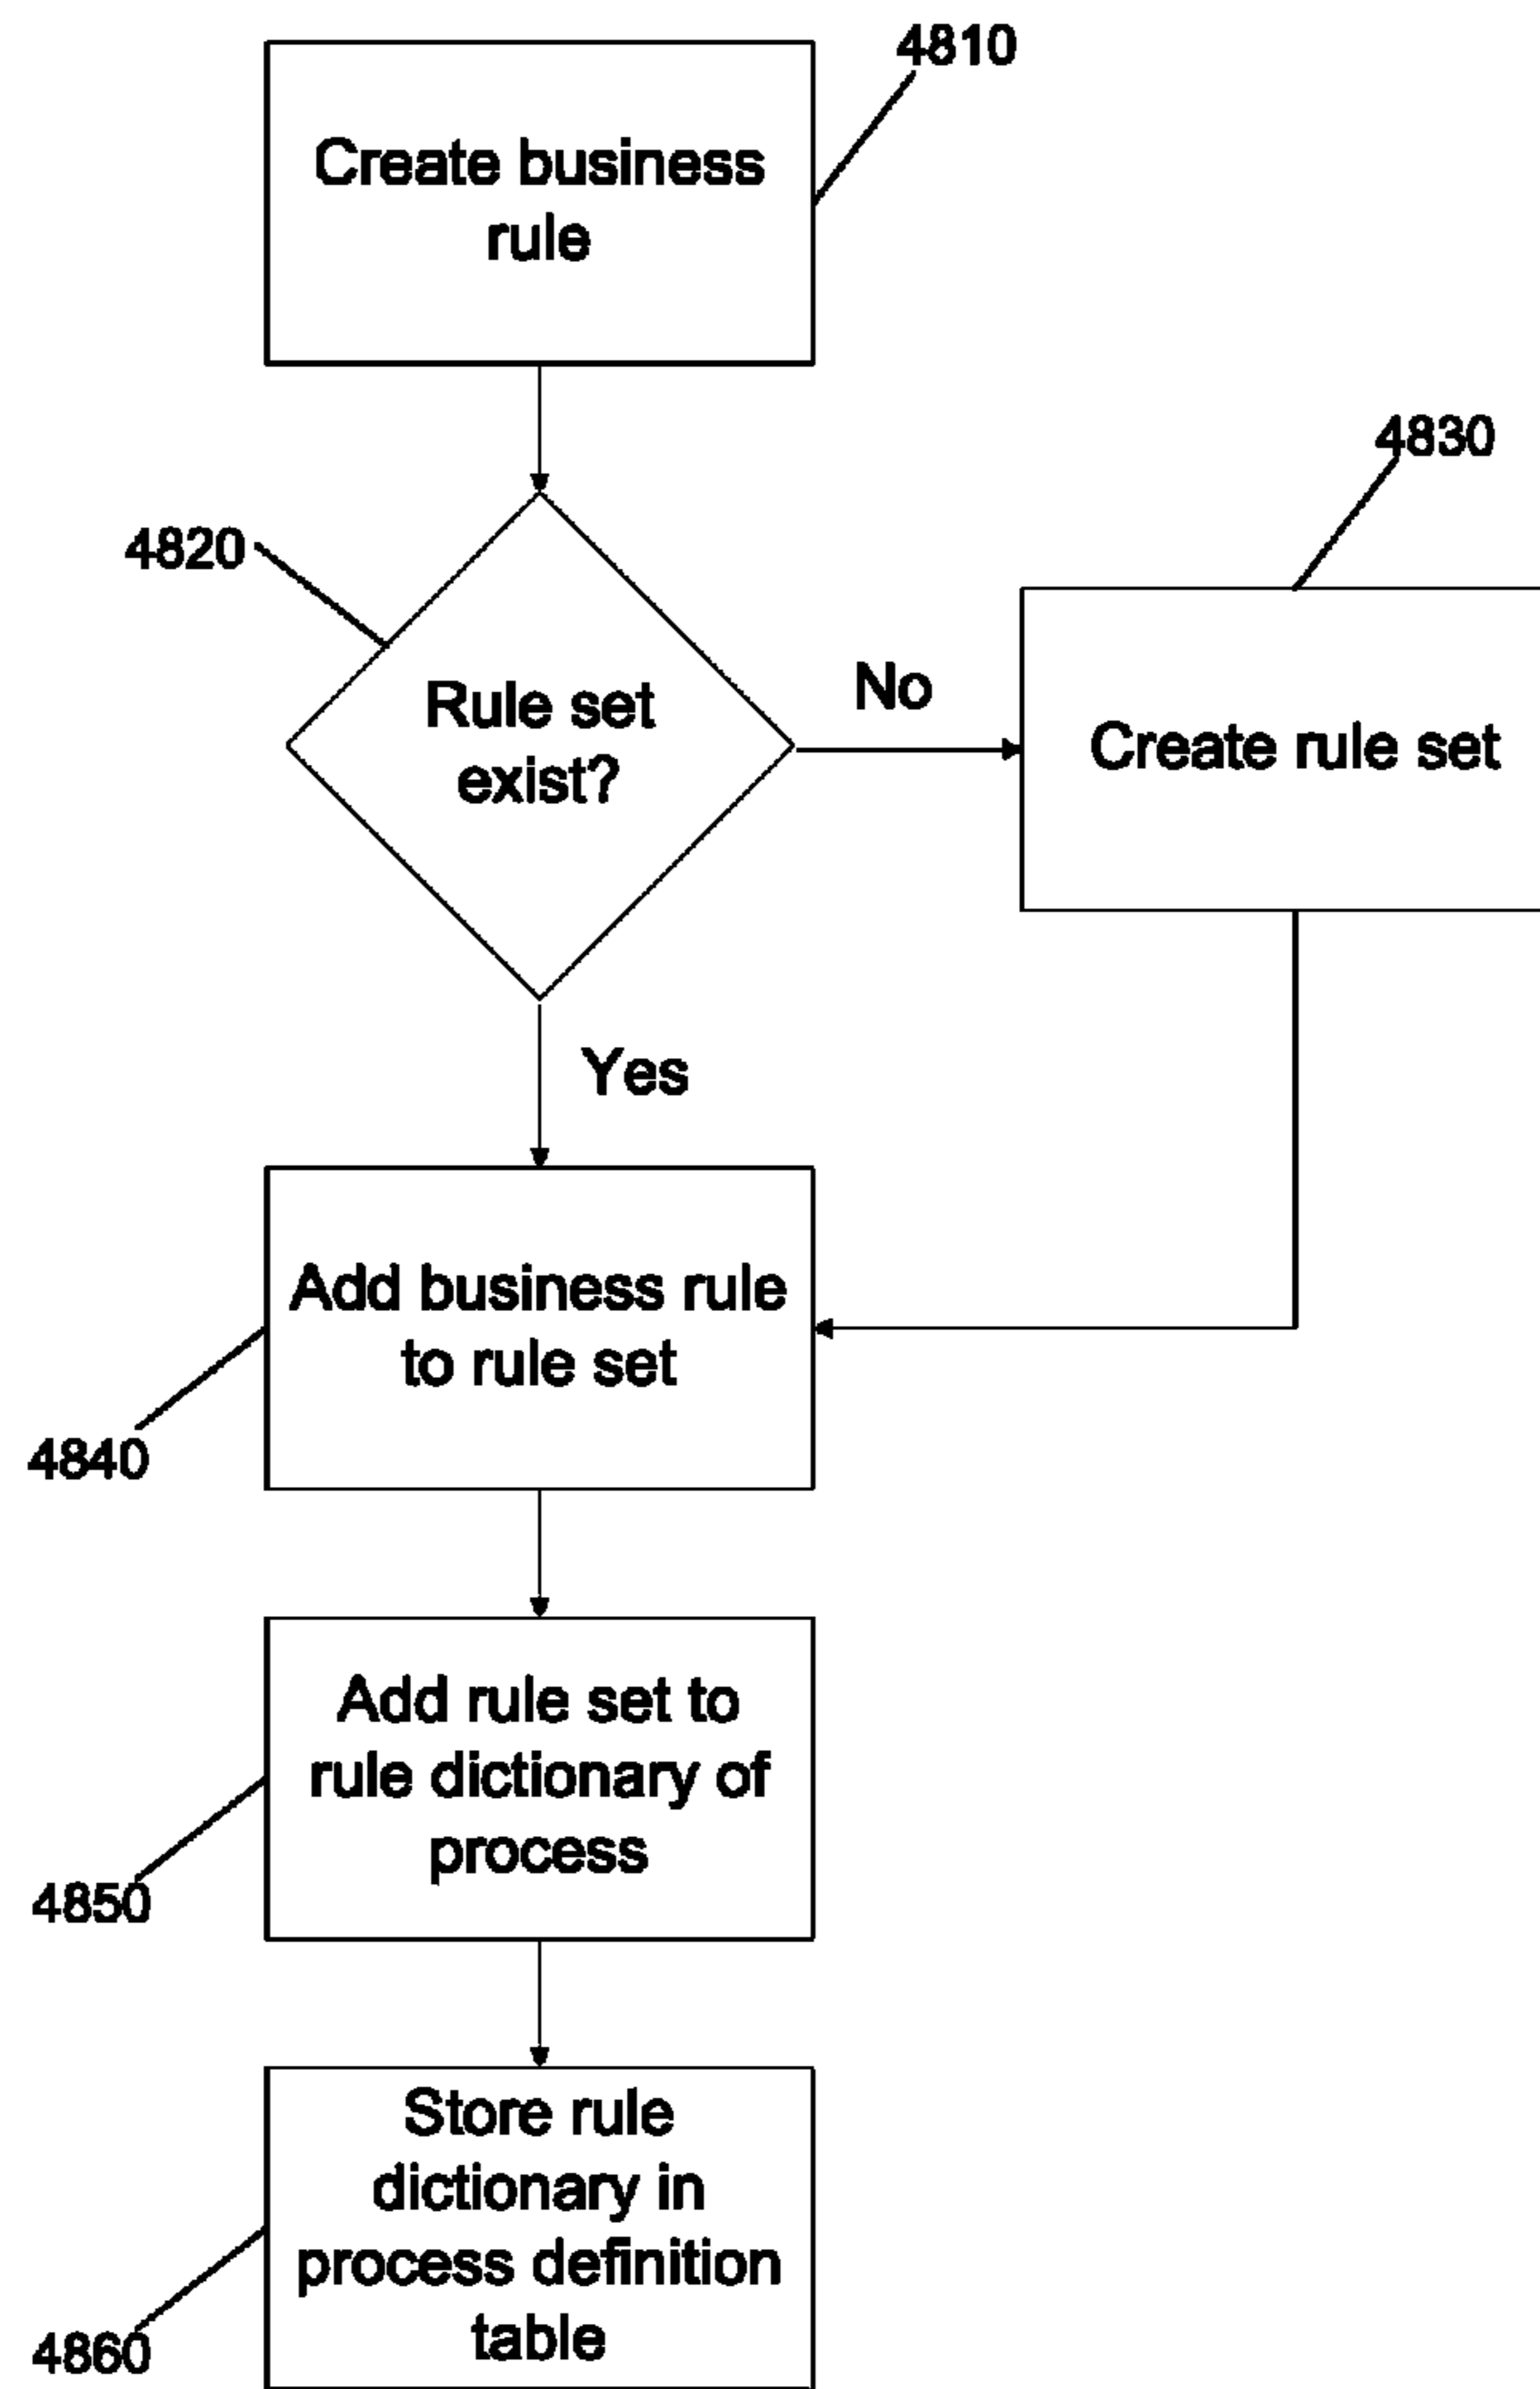 4810
Create business
rule
4830
4820
Rule set
exist?
No
Create rule set
Yes
Add business rule
to rule set
4840
Add rule set to
rule dictionary of
process
4850
Store rule
dictionary in
process definition
table
4860